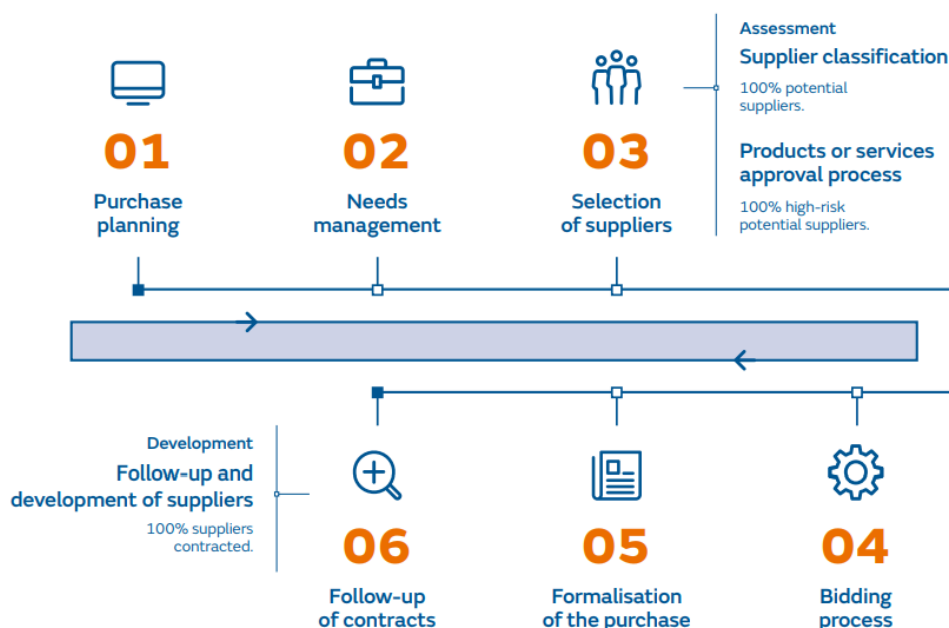 Assessment
Supplier classification
100% potential
suppliers.
Products or services
approval process
100% high-risk
potential suppliers.
01
Purchase
planning
02
Needs
management
03
Selection
of suppliers
Development
Follow-up and
development of suppliers
100% suppliers
contracted.
06
Follow-up
of contracts
05
Formalisation
of the purchase
04
Bidding
process